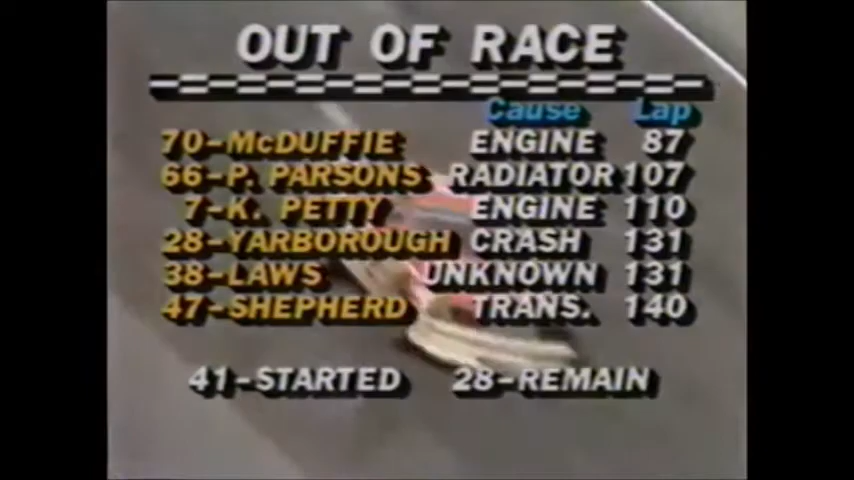 OUT OF RACE
Cause Lap
70-McDUFFIE ENGINE 87
66-P. PARSONS RADIATOR 107
7-K. PETTY ENGINE 110
28-YARBOROUGH CRASH 131
38-LAWS UNKNOWN 131
47-SHEPHERD TRANS. 140
41-STARTED 28-REMAIN